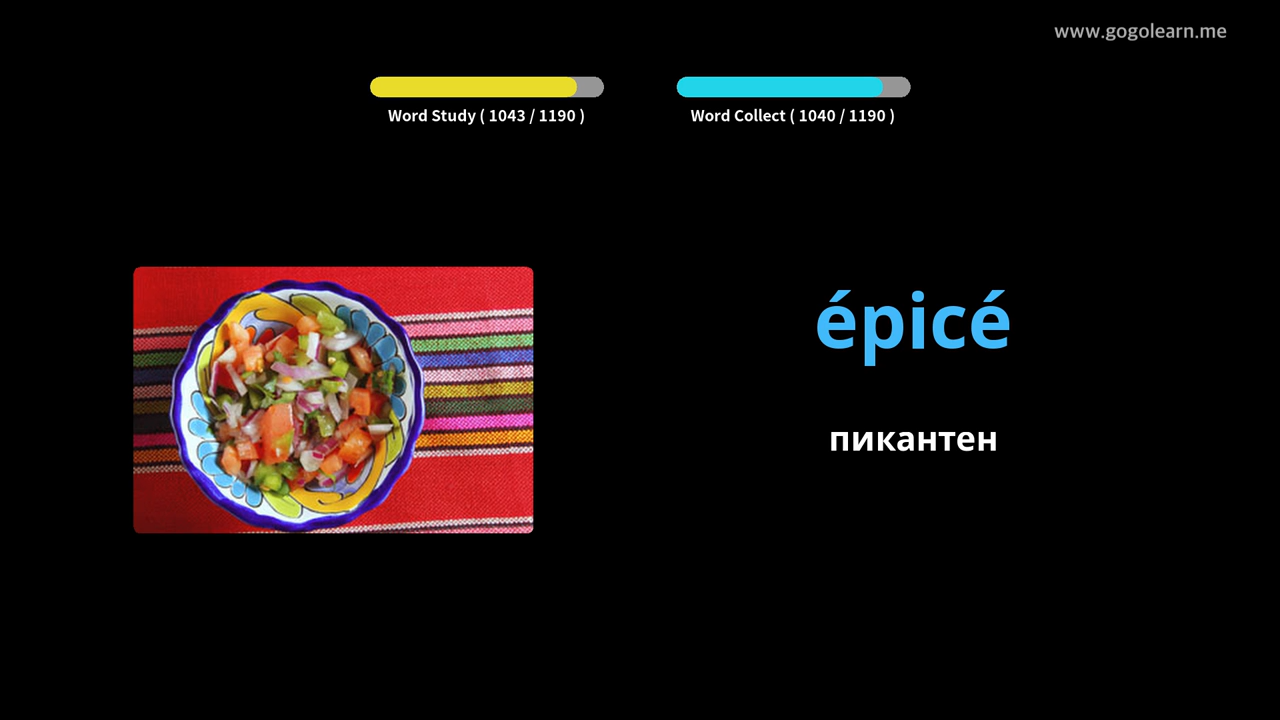 www.gogolearn.me
Word Study ( 1043 / 1190 )
Word Collect ( 1040 / 1190 )
épicé
пикантен